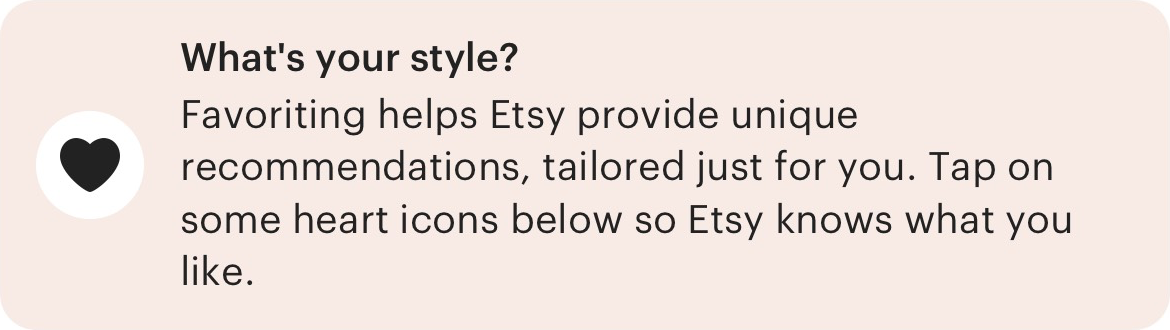 What's your style?
Favoriting helps Etsy provide unique
recommendations, tailored just for you. Tap on
some heart icons below so Etsy knows what you
like.